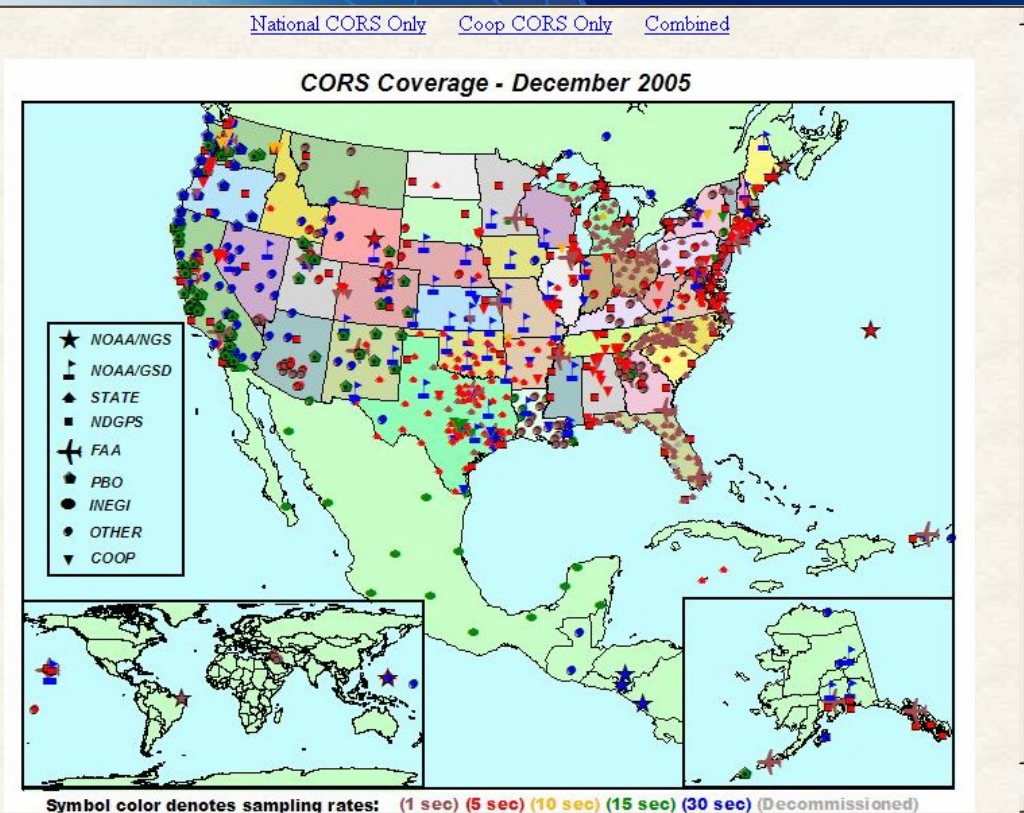 National CORS Only Coop CORS Only Combined
CORS Coverage - December 2005
NOAA/NGS
NOAA/GSD
STATE
NDGPS
FAA
PBO
INEGI
OTHER
COOP
Symbol color denotes sampling rates: (1 sec) (5 sec) (10 sec) (15 sec) (30 sec) (Decommissioned)